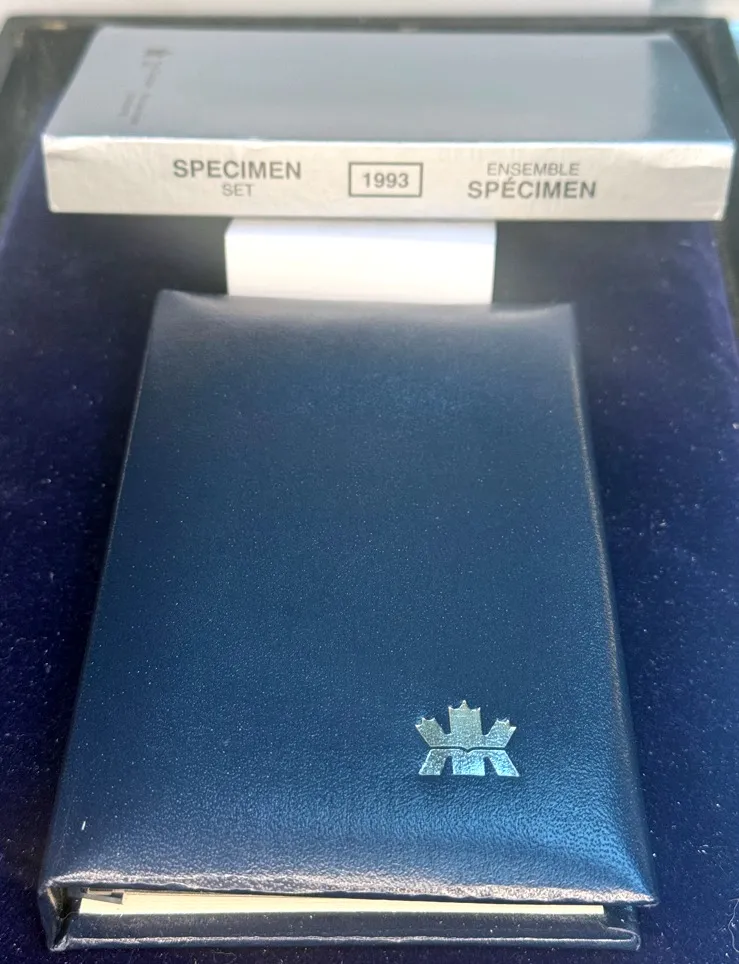 SPECIMEN
SET
1993
ENSEMBLE
SPÉCIMEN